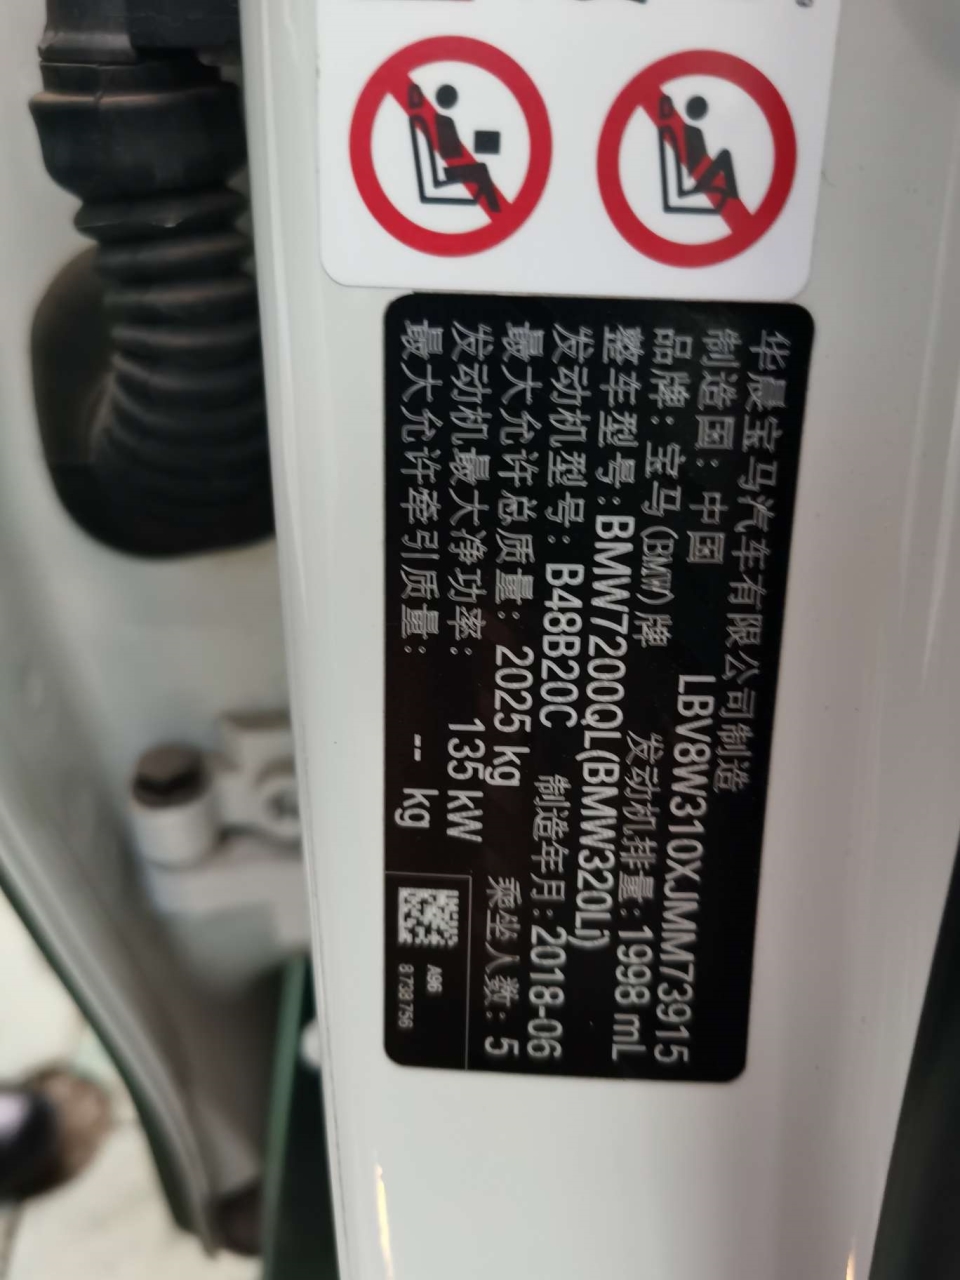 华晨宝马汽车有限公司制造
制造国：中国 LBV8W310XJMM73915
品牌：宝马(BMW)牌 发动机排量：1998 mL
整车型号：BMW7200QL(BMW320Li)
发动机型号：B48B20C 制造年月：2018-06
最大允许总质量： 2025 kg 乘坐人数：5
发动机最大净功率： 135 kW
最大允许牵引质量： -- kg
A96
8 738 756